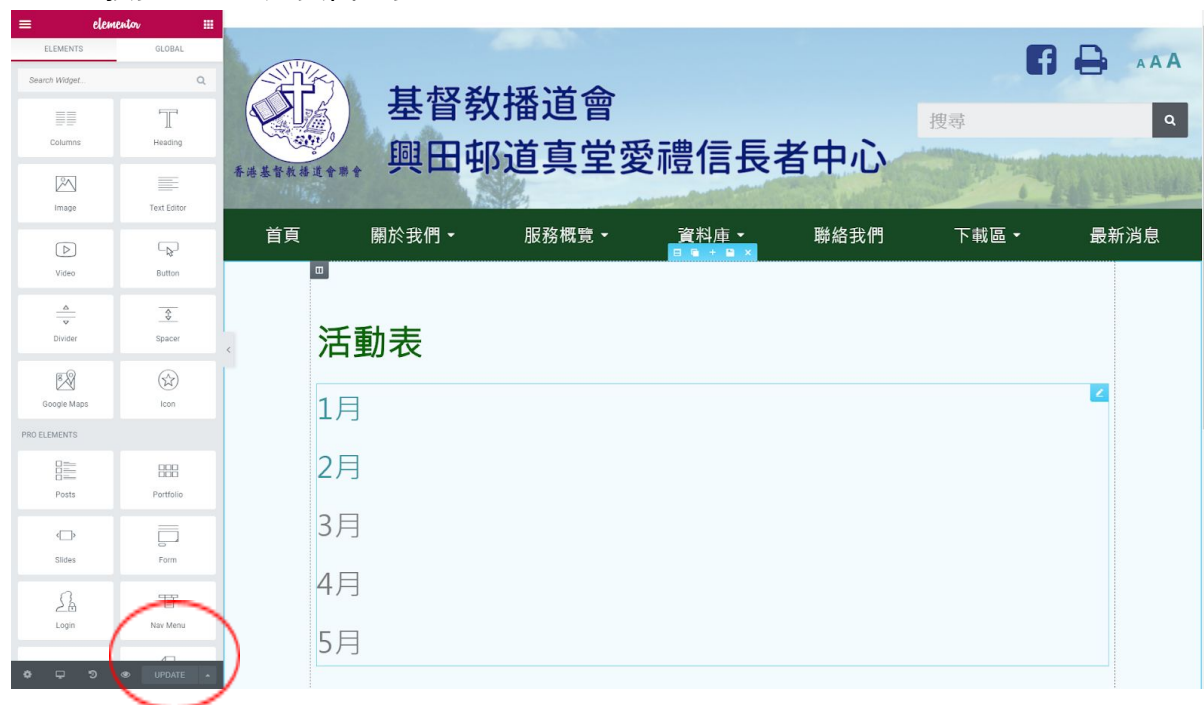 elementor
ELEMENTS GLOBAL
Search Widget...
Columns Heading
Image Text Editor
Video Button
Divider Spacer
Google Maps Icon
PRO ELEMENTS
Posts Portfolio
Slides Form
Login Nav Menu
UPDATE
香港基督教播道會聯會
基督教播道會
興田邨道真堂愛禮信長者中心
A A A
搜尋
首頁 關於我們 服務概覽 資料庫 聯絡我們 下載區 最新消息
活動表
1月
2月
3月
4月
5月